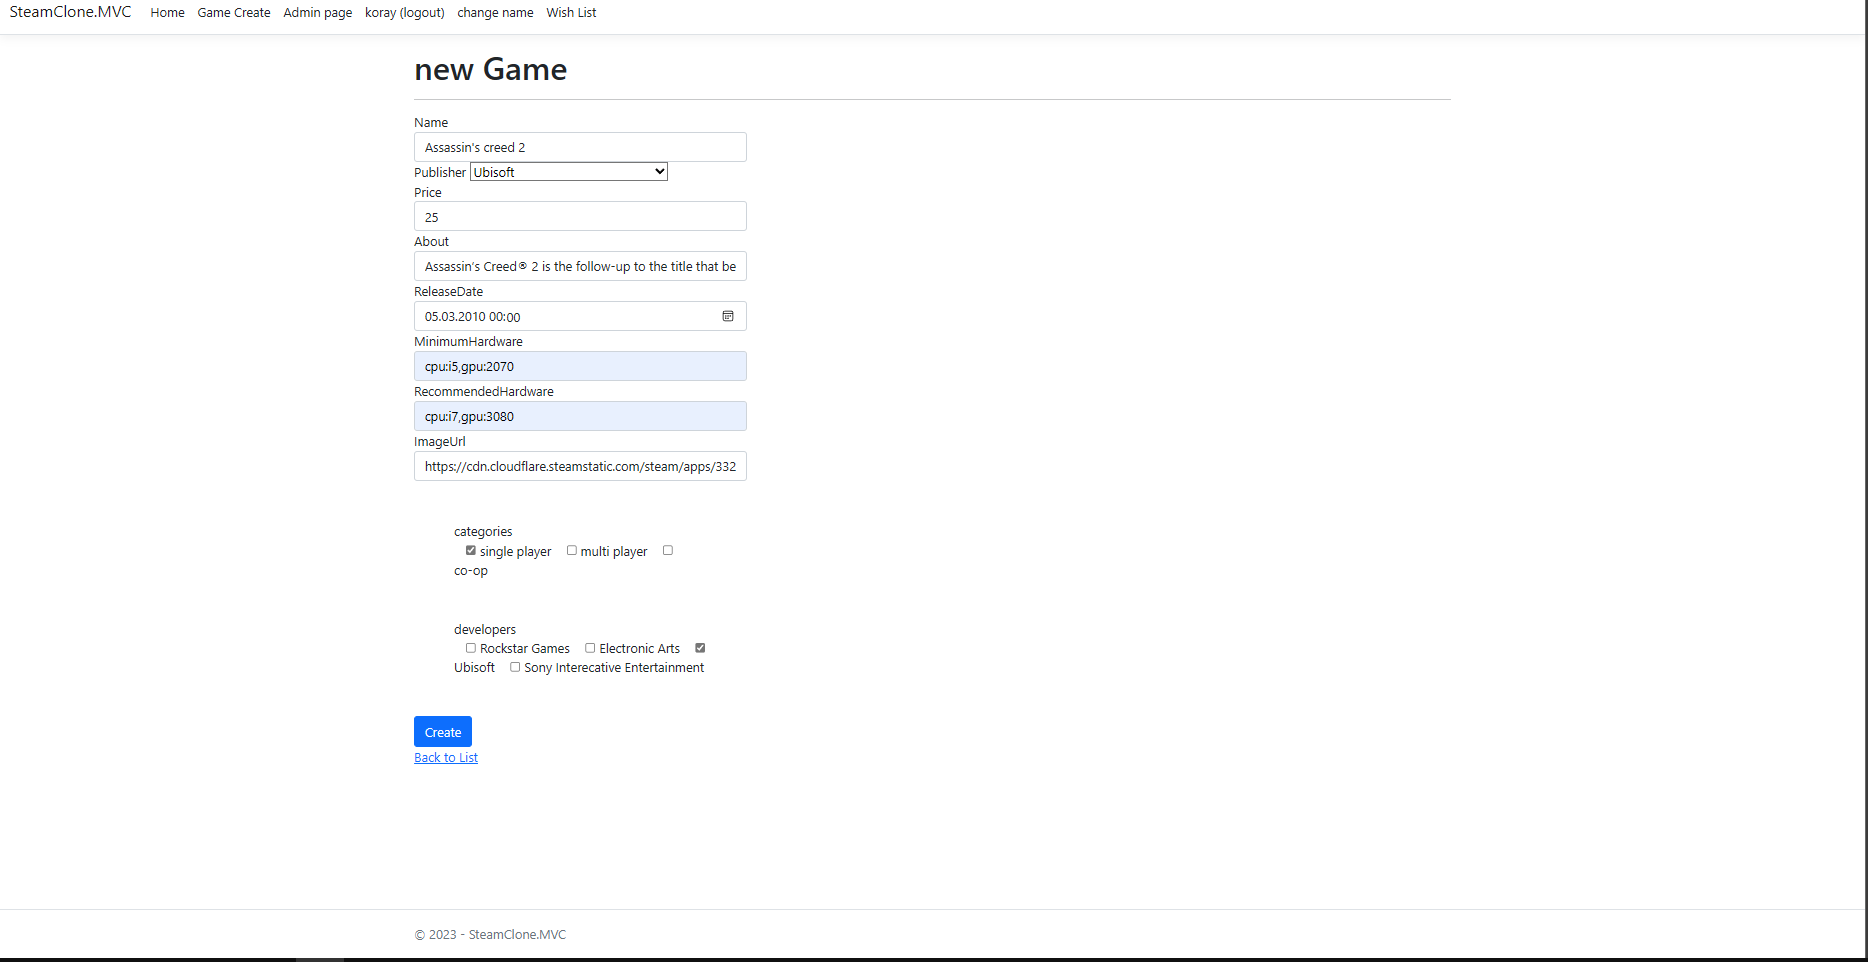 SteamClone.MVC Home Game Create Admin page koray (logout) change name Wish List
new Game
Name
Assassin's creed 2
Publisher Ubisoft
Price
25
About
Assassin's Creed® 2 is the follow-up to the title that be
ReleaseDate
05.03.2010 00:00
MinimumHardware
cpu:i5,gpu:2070
RecommendedHardware
cpu:i7,gpu:3080
ImageUrl
https://cdn.cloudflare.steamstatic.com/steam/apps/332
categories
single player multi player
co-op
developers
Rockstar Games Electronic Arts
Ubisoft Sony Interecative Entertainment
Create
Back to List
© 2023 - SteamClone.MVC